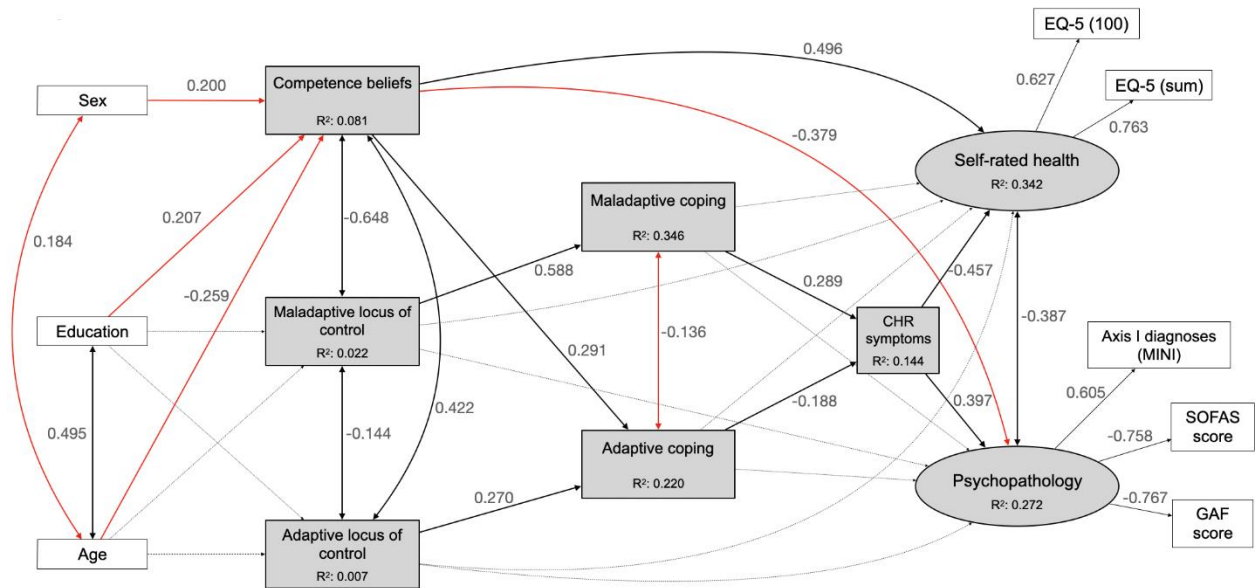 EQ-5 (100)
0.496
0.627
EQ-5 (sum)
0.763
Sex
0.200
Competence beliefs
R²: 0.081
-0.379
Self-rated health
R²: 0.342
0.184
0.207
-0.259
-0.648
Maladaptive coping
R²: 0.346
0.588
0.289
-0.457
Education
Maladaptive locus of
control
R²: 0.022
-0.136
CHR
symptoms
R²: 0.144
-0.387
Axis I diagnoses
(MINI)
0.291
0.397
0.605
0.495
-0.144
0.422
-0.188
Adaptive coping
R²: 0.220
0.270
-0.758
SOFAS
score
Psychopathology
R²: 0.272
-0.767
GAF
score
Age
Adaptive locus of
control
R²: 0.007